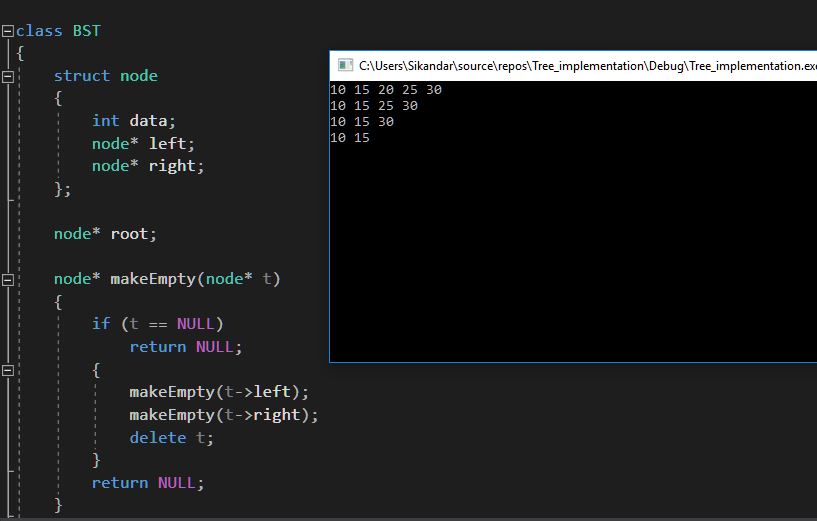 class BST
{
struct node
{
int data;
node* left;
node* right;
};
node* root;
node* makeEmpty(node* t)
{
if (t == NULL)
return NULL;
{
makeEmpty(t->left);
makeEmpty(t->right);
delete t;
}
return NULL;
}
C:\Users\Sikandar\source\repos\Tree_implementation\Debug\Tree_implementation.exe
10 15 20 25 30
10 15 25 30
10 15 30
10 15